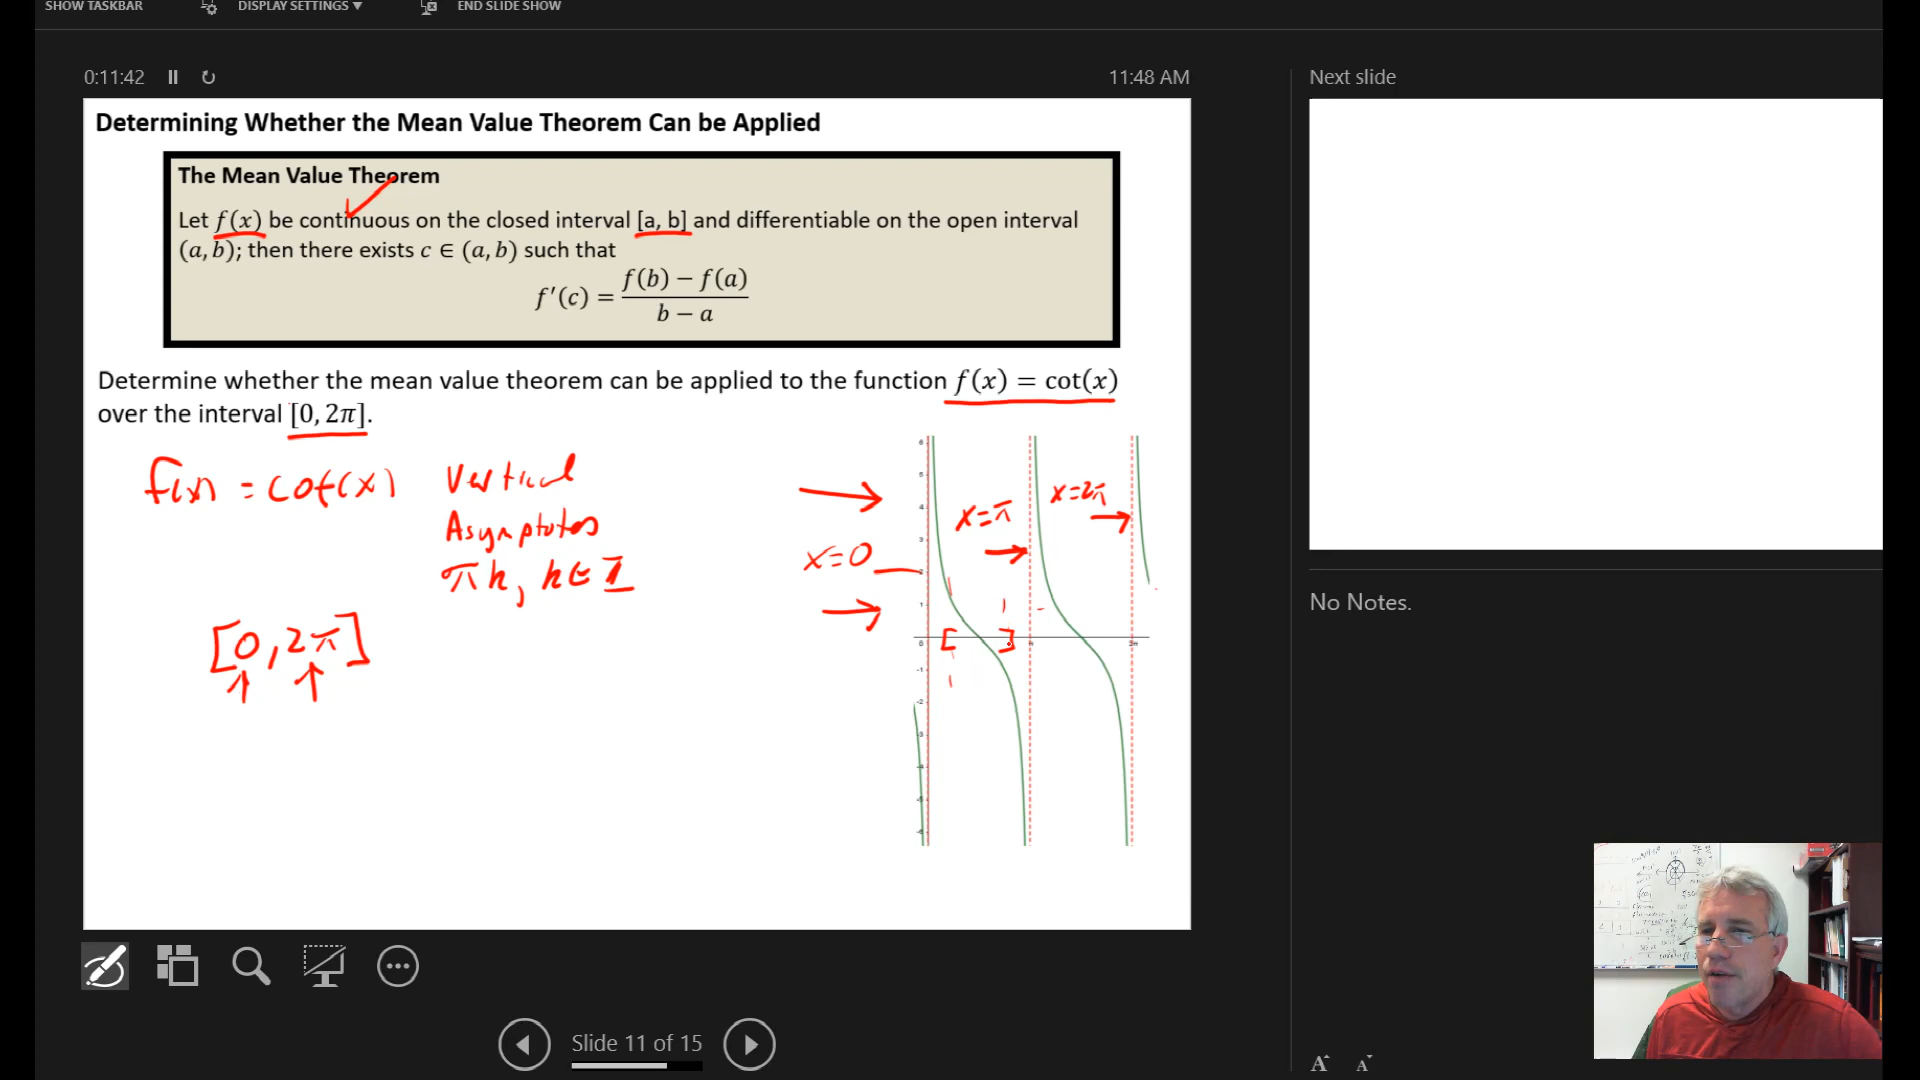 SHOW TASKBAR DISPLAY SETTINGS ▼ END SLIDE SHOW
0:11:42 11:48 AM Next slide
Determining Whether the Mean Value Theorem Can be Applied
The Mean Value Theorem
Let f(x) be continuous on the closed interval [a, b] and differentiable on the open interval
(a, b); then there exists c ∈ (a, b) such that
f′(c) = (f(b) − f(a)) / (b − a)
Determine whether the mean value theorem can be applied to the function f(x) = cot(x)
over the interval [0, 2π].
f(x) = cot(x) Vertical
Asymptotes
πk, k ∈ I
[0, 2π]
x=0
x=π
x=2π
No Notes.
Slide 11 of 15
A A